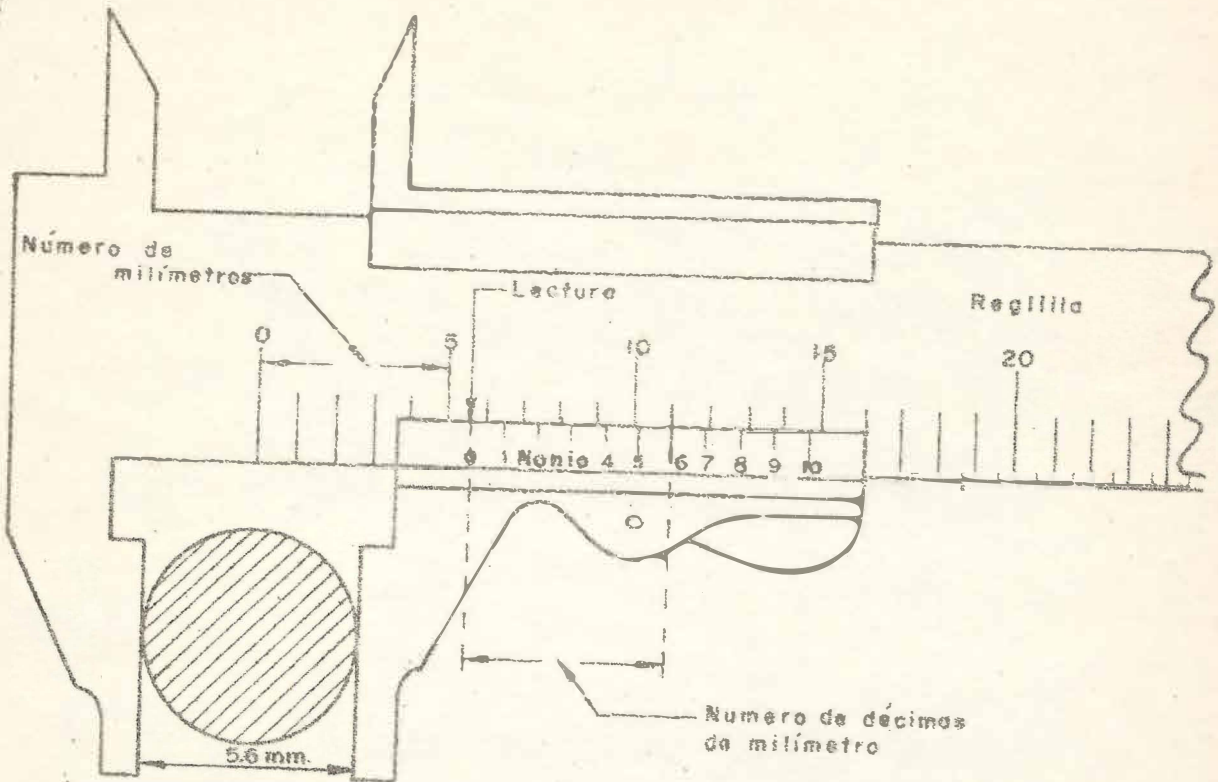 Número de
milímetros
Lectura
Reglilla
0 5 10 15 20
0 1 Nonio 4 5 6 7 8 9 10
5.6 mm.
Numero de décimas
de milímetro